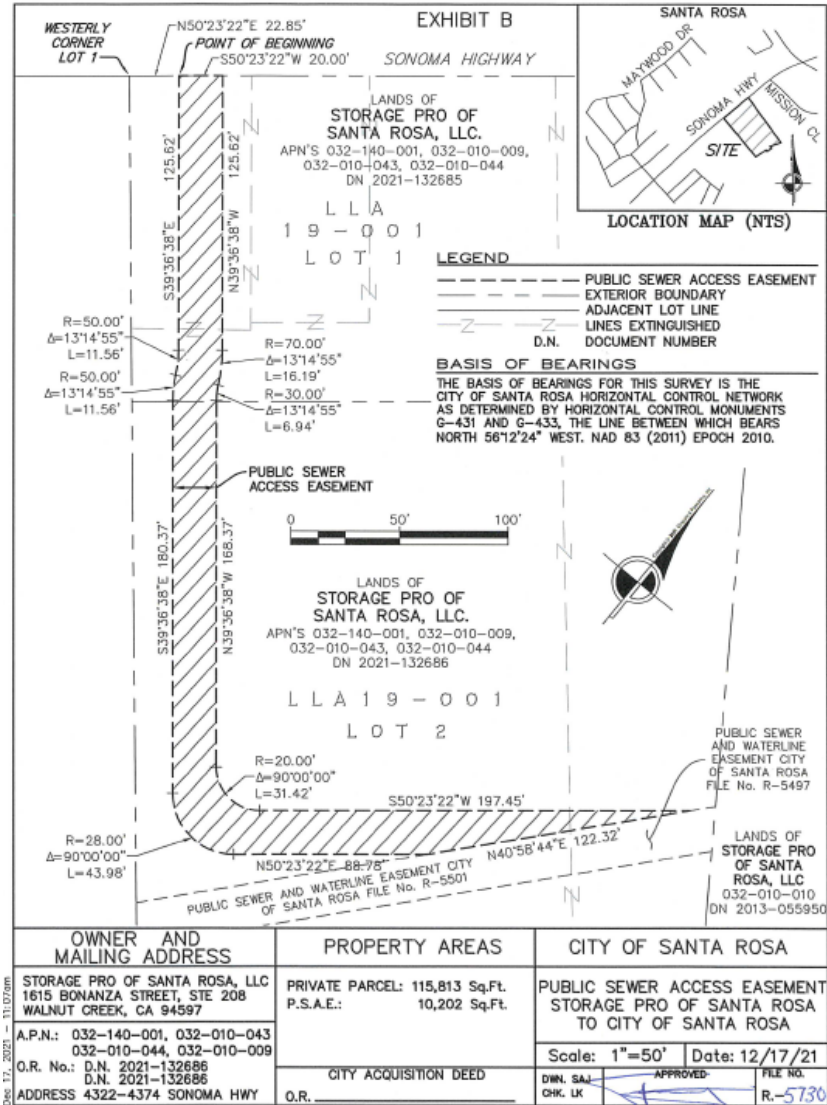 EXHIBIT B
WESTERLY
CORNER
LOT 1
N50°23'22"E 22.85'
POINT OF BEGINNING
S50°23'22"W 20.00'
SONOMA HIGHWAY
LANDS OF
STORAGE PRO OF
SANTA ROSA, LLC.
APN'S 032-140-001, 032-010-009,
032-010-043, 032-010-044
DN 2021-132685
LLA
19-001
LOT 1
125.62'
S39°36'38"E
125.62'
N39°36'38"W
SANTA ROSA
MAYWOOD DR
SONOMA HWY
MISSION CL
SITE
LOCATION MAP (NTS)
LEGEND
PUBLIC SEWER ACCESS EASEMENT
EXTERIOR BOUNDARY
ADJACENT LOT LINE
Z LINES EXTINGUISHED
D.N. DOCUMENT NUMBER
BASIS OF BEARINGS
THE BASIS OF BEARINGS FOR THIS SURVEY IS THE
CITY OF SANTA ROSA HORIZONTAL CONTROL NETWORK
AS DETERMINED BY HORIZONTAL CONTROL MONUMENTS
G-431 AND G-433, THE LINE BETWEEN WHICH BEARS
NORTH 56°12'24" WEST. NAD 83 (2011) EPOCH 2010.
R=50.00'
Δ=13°14'55"
L=11.56'
R=50.00'
Δ=13°14'55"
L=11.56'
R=70.00'
Δ=13°14'55"
L=16.19'
R=30.00'
Δ=13°14'55"
L=6.94'
PUBLIC SEWER
ACCESS EASEMENT
0 50' 100'
S39°36'38"E 180.37'
N39°36'38"W 168.37'
LANDS OF
STORAGE PRO OF
SANTA ROSA, LLC.
APN'S 032-140-001, 032-010-009,
032-010-043, 032-010-044
DN 2021-132686
LLA19-001
LOT 2
R=20.00'
Δ=90°00'00"
L=31.42'
S50°23'22"W 197.45'
R=28.00'
Δ=90°00'00"
L=43.98'
N50°23'22"E 88.78'
N40°58'44"E 122.32'
PUBLIC SEWER AND WATERLINE EASEMENT CITY
OF SANTA ROSA FILE No. R-5501
PUBLIC SEWER
AND WATERLINE
EASEMENT CITY
OF SANTA ROSA
FILE No. R-5497
LANDS OF
STORAGE PRO
OF SANTA
ROSA, LLC
032-010-010
DN 2013-055950
OWNER AND
MAILING ADDRESS
STORAGE PRO OF SANTA ROSA, LLC
1615 BONANZA STREET, STE 208
WALNUT CREEK, CA 94597
A.P.N.: 032-140-001, 032-010-043
032-010-044, 032-010-009
O.R. No.: D.N. 2021-132686
D.N. 2021-132686
ADDRESS 4322-4374 SONOMA HWY
PROPERTY AREAS
PRIVATE PARCEL: 115,813 Sq.Ft.
P.S.A.E.: 10,202 Sq.Ft.
CITY ACQUISITION DEED
O.R.
CITY OF SANTA ROSA
PUBLIC SEWER ACCESS EASEMENT
STORAGE PRO OF SANTA ROSA
TO CITY OF SANTA ROSA
Scale: 1"=50' Date: 12/17/21
DWN. SAJ
CHK. LK
APPROVED
FILE NO.
R.-5730
Dec 17, 2021 - 11:07am